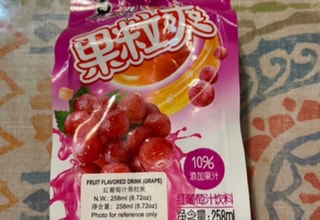 果粒爽
10%
添加果汁
FRUIT FLAVORED DRINK (GRAPE)
红葡萄汁果粒爽
N.W.: 258ml (8.72oz)
净含量: 258ml (8.72oz)
Photo for reference only
红葡萄汁饮料
净含量:258ml